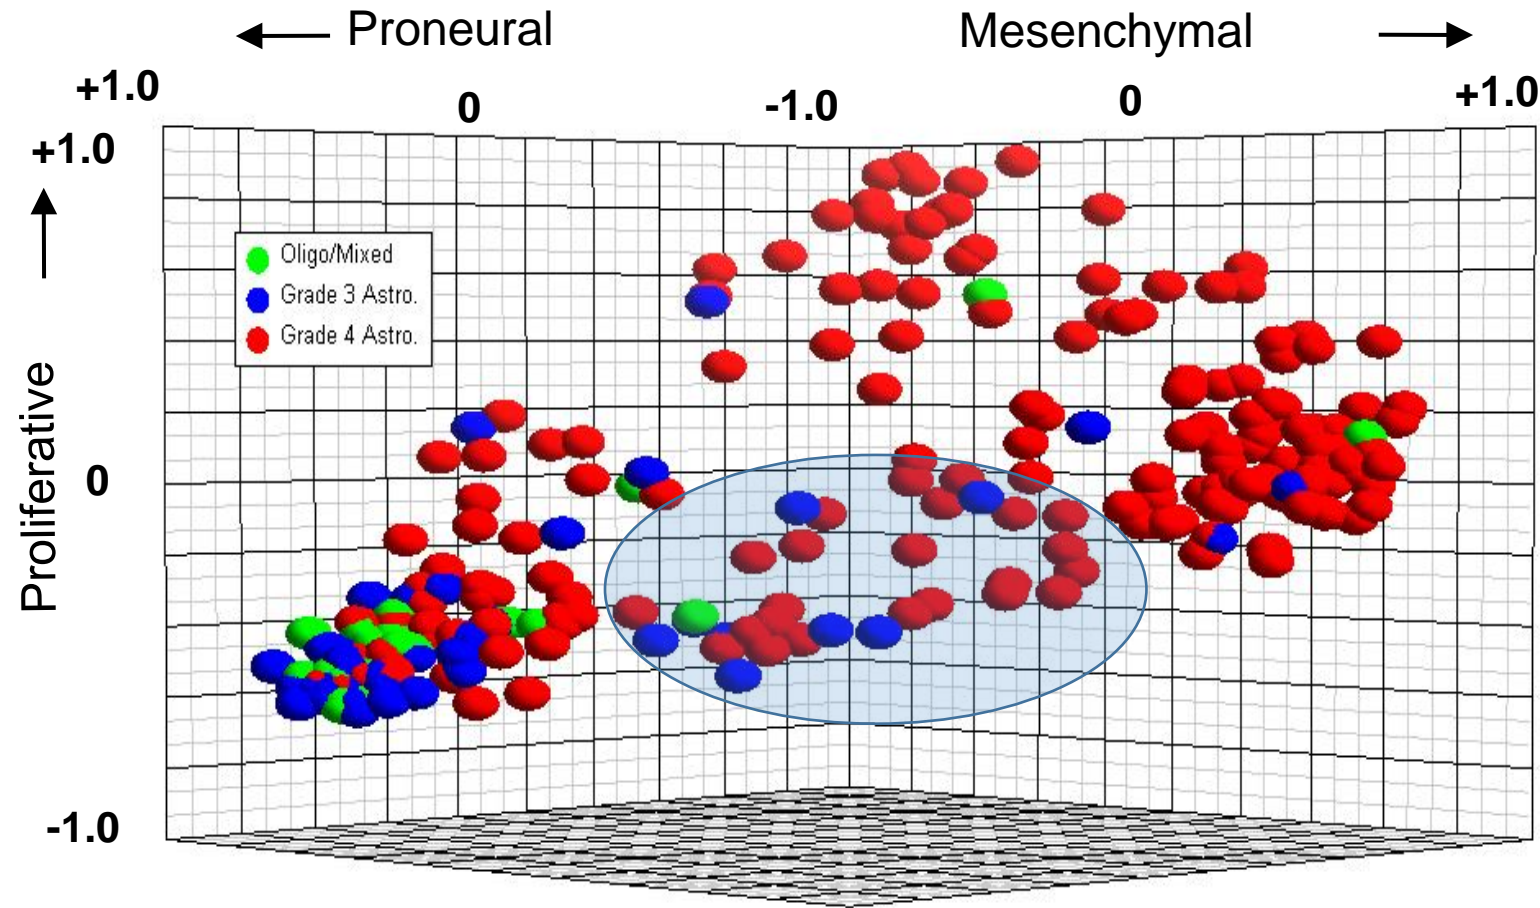 Proneural
Mesenchymal
+1.0
0
-1.0
0
+1.0
+1.0
Oligo/Mixed
Grade 3 Astro.
Grade 4 Astro.
Proliferative
0
-1.0